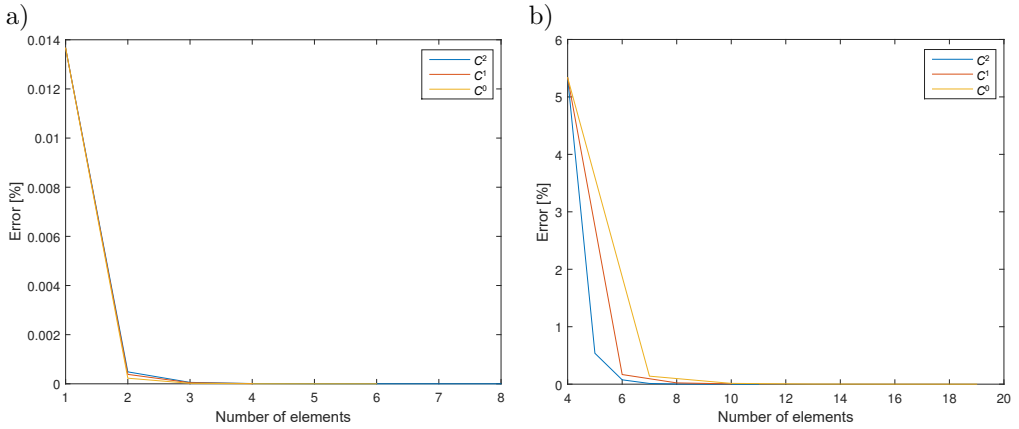 a)
0.014
0.012
0.01
0.008
0.006
0.004
0.002
0
Error [%]
1 2 3 4 5 6 7 8
Number of elements
C²
C¹
C⁰
b)
6
5
4
3
2
1
0
Error [%]
4 6 8 10 12 14 16 18 20
Number of elements
C²
C¹
C⁰